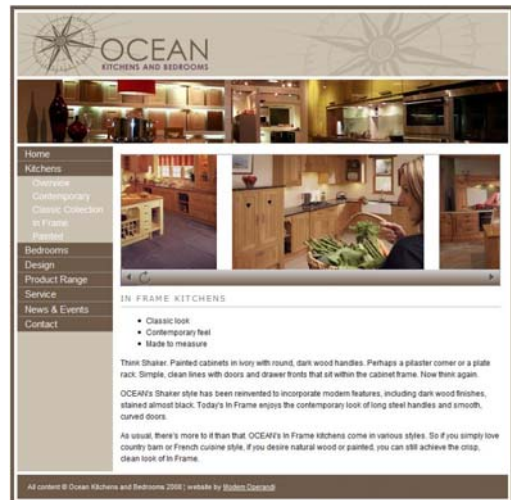 OCEAN
KITCHENS AND BEDROOMS
Home
Kitchens
Overview
Contemporary
Classic Collection
In Frame
Painted
Bedrooms
Design
Product Range
Service
News & Events
Contact
IN FRAME KITCHENS
• Classic look
• Contemporary feel
• Made to measure
Think Shaker. Painted cabinets in ivory with round, dark wood handles. Perhaps a pilaster corner or a plate
rack. Simple, clean lines with doors and drawer fronts that sit within the cabinet frame. Now think again.
OCEAN's Shaker style has been reinvented to incorporate modern features, including dark wood finishes,
stained almost black. Today's In Frame enjoys the contemporary look of long steel handles and smooth,
curved doors.
As usual, there's more to it than that. OCEAN's In Frame kitchens come in various styles. So if you simply love
country barn or French cuisine style, if you desire natural wood or painted, you can still achieve the crisp,
clean look of In Frame.
All content © Ocean Kitchens and Bedrooms 2008 | website by Modem Operandi